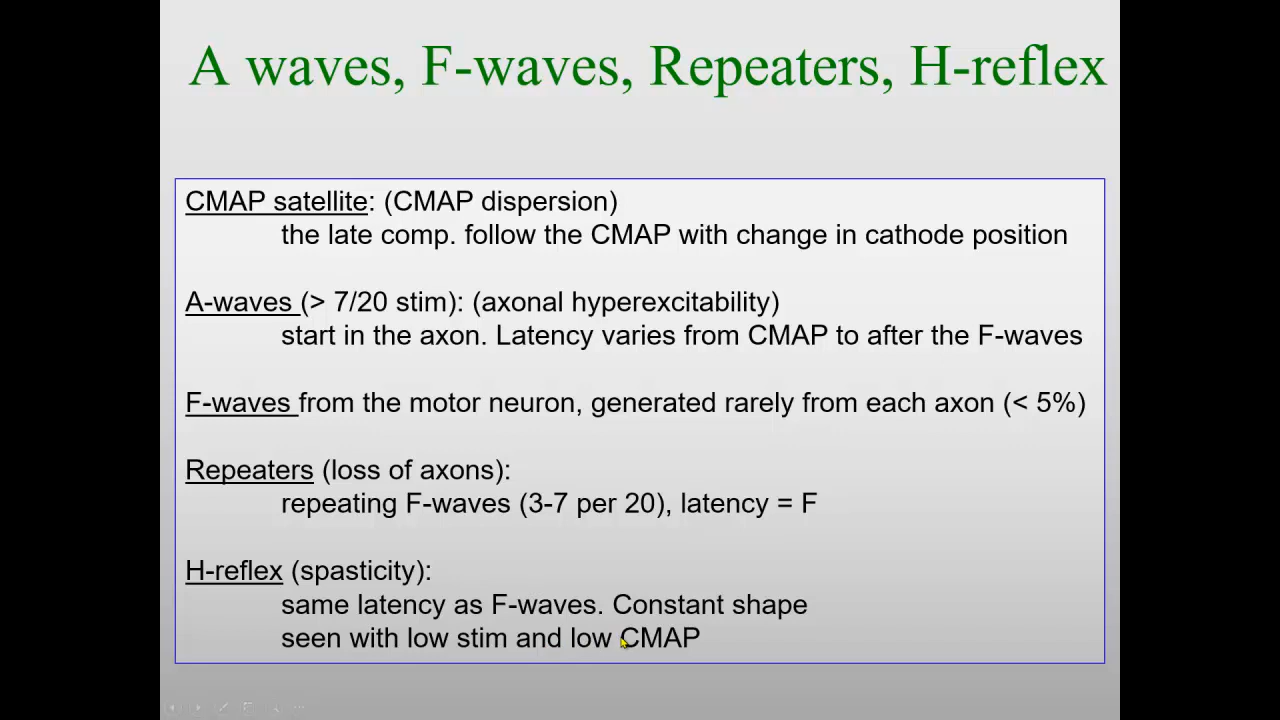 A waves, F-waves, Repeaters, H-reflex
CMAP satellite: (CMAP dispersion)
the late comp. follow the CMAP with change in cathode position
A-waves (> 7/20 stim): (axonal hyperexcitability)
start in the axon. Latency varies from CMAP to after the F-waves
F-waves from the motor neuron, generated rarely from each axon (< 5%)
Repeaters (loss of axons):
repeating F-waves (3-7 per 20), latency = F
H-reflex (spasticity):
same latency as F-waves. Constant shape
seen with low stim and low CMAP